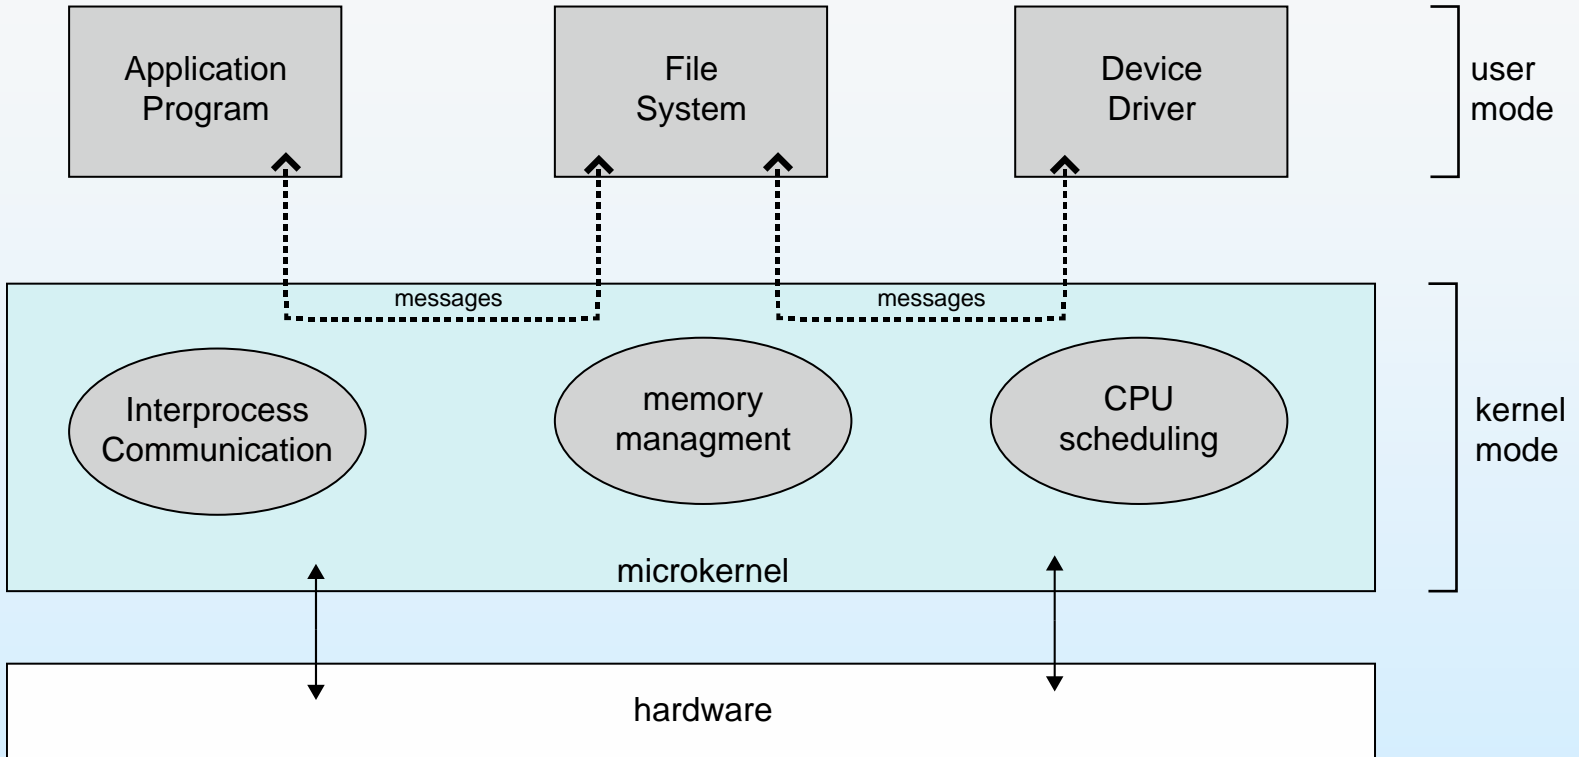 Application
Program
File
System
Device
Driver
user
mode
messages
messages
Interprocess
Communication
memory
managment
CPU
scheduling
kernel
mode
microkernel
hardware